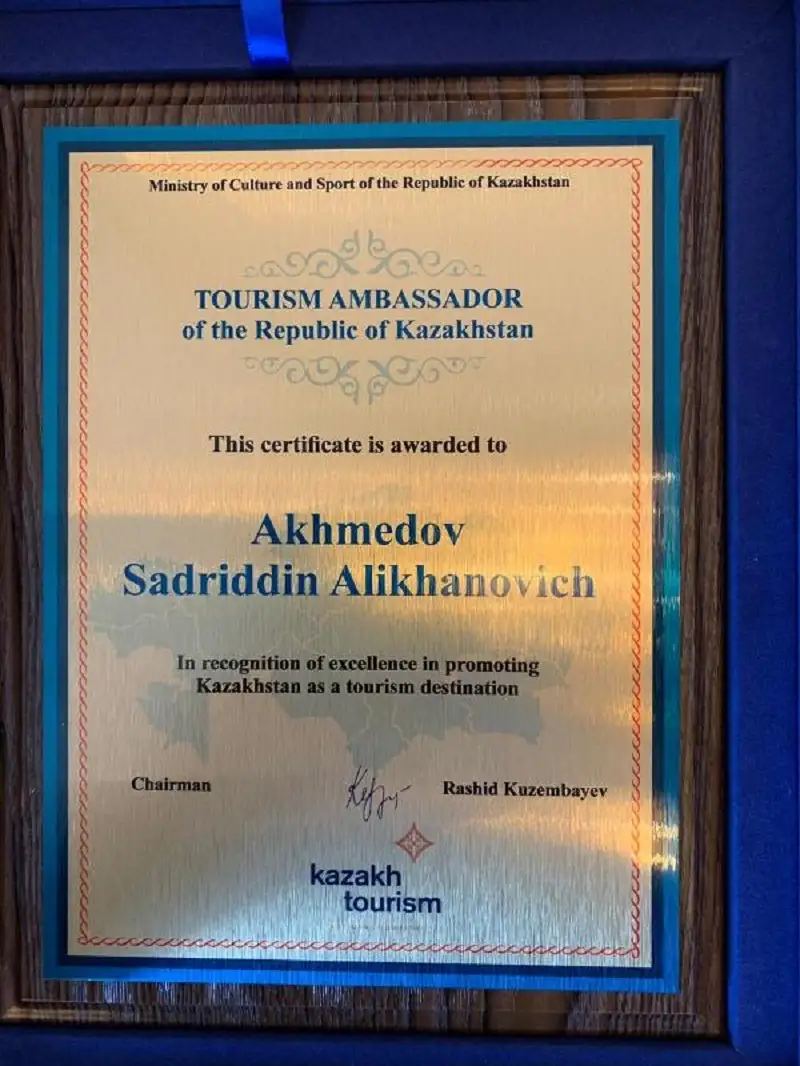 Ministry of Culture and Sport of the Republic of Kazakhstan
TOURISM AMBASSADOR
of the Republic of Kazakhstan
This certificate is awarded to
Akhmedov
Sadriddin Alikhanovich
In recognition of excellence in promoting
Kazakhstan as a tourism destination
Chairman
Rashid Kuzembayev
kazakh
tourism